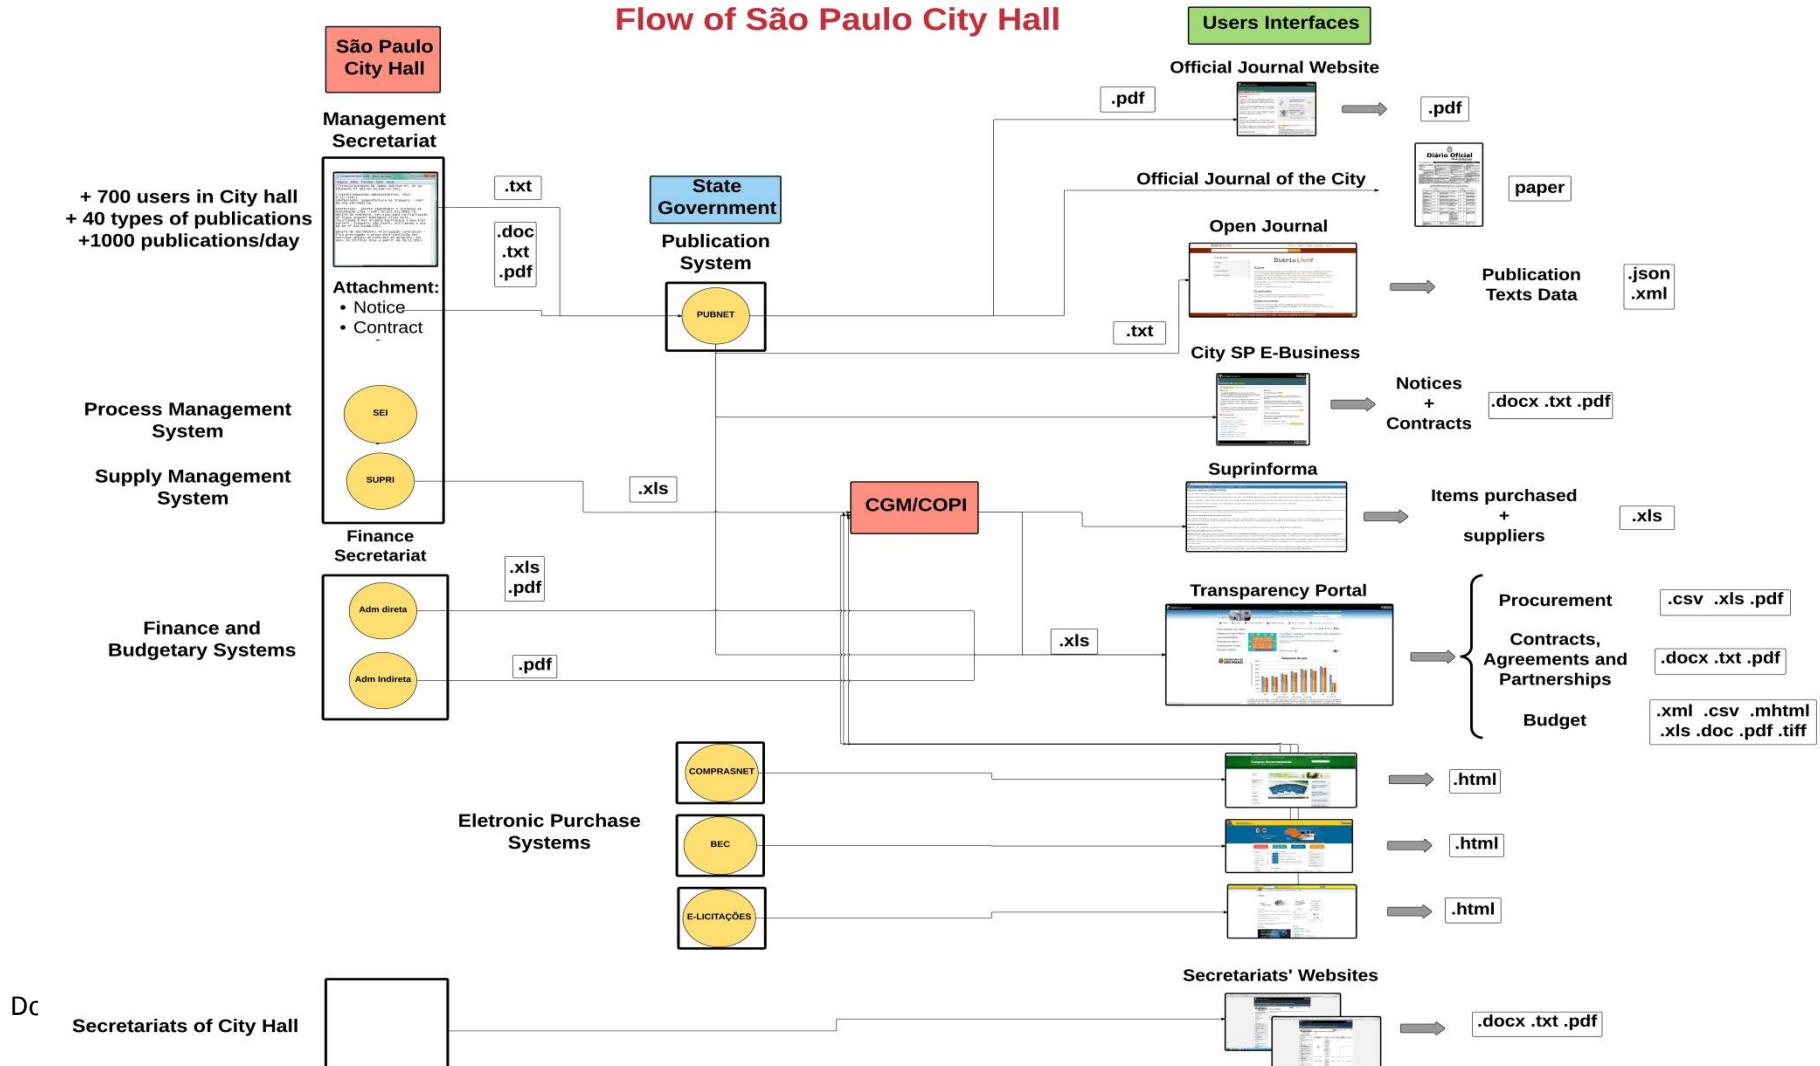 Flow of São Paulo City Hall
São Paulo
City Hall
Users Interfaces
Management
Secretariat
+ 700 users in City hall
+ 40 types of publications
+1000 publications/day
Attachment:
• Notice
• Contract
.txt
.doc
.txt
.pdf
State
Government
Publication
System
PUBNET
.pdf
.txt
Official Journal Website
.pdf
Official Journal of the City
Diário Oficial
paper
Open Journal
Publication
Texts Data
.json
.xml
City SP E-Business
Notices
+
Contracts
.docx .txt .pdf
Process Management
System
SEI
Supply Management
System
SUPRI
.xls
CGM/COPI
Suprinforma
Items purchased
+
suppliers
.xls
Finance
Secretariat
Finance and
Budgetary Systems
Adm direta
Adm Indireta
.xls
.pdf
.pdf
.xls
Transparency Portal
Procurement
.csv .xls .pdf
Contracts,
Agreements and
Partnerships
.docx .txt .pdf
Budget
.xml .csv .mhtml
.xls .doc .pdf .tiff
Eletronic Purchase
Systems
COMPRASNET
.html
BEC
.html
E-LICITAÇÕES
.html
Secretariats' Websites
Secretariats of City Hall
.docx .txt .pdf